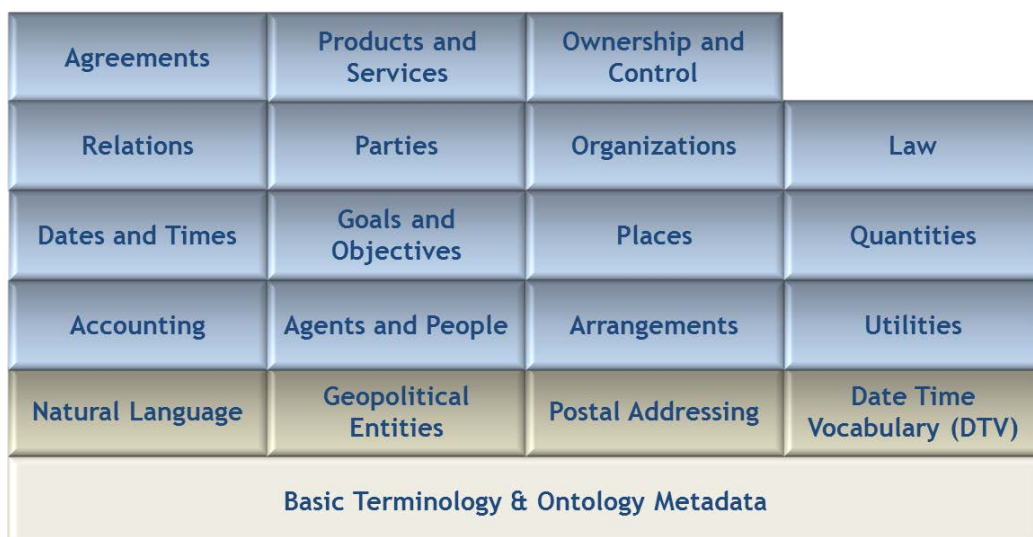 Agreements
Products and
Services
Ownership and
Control
Relations
Parties
Organizations
Law
Dates and Times
Goals and
Objectives
Places
Quantities
Accounting
Agents and People
Arrangements
Utilities
Natural Language
Geopolitical
Entities
Postal Addressing
Date Time
Vocabulary (DTV)
Basic Terminology & Ontology Metadata